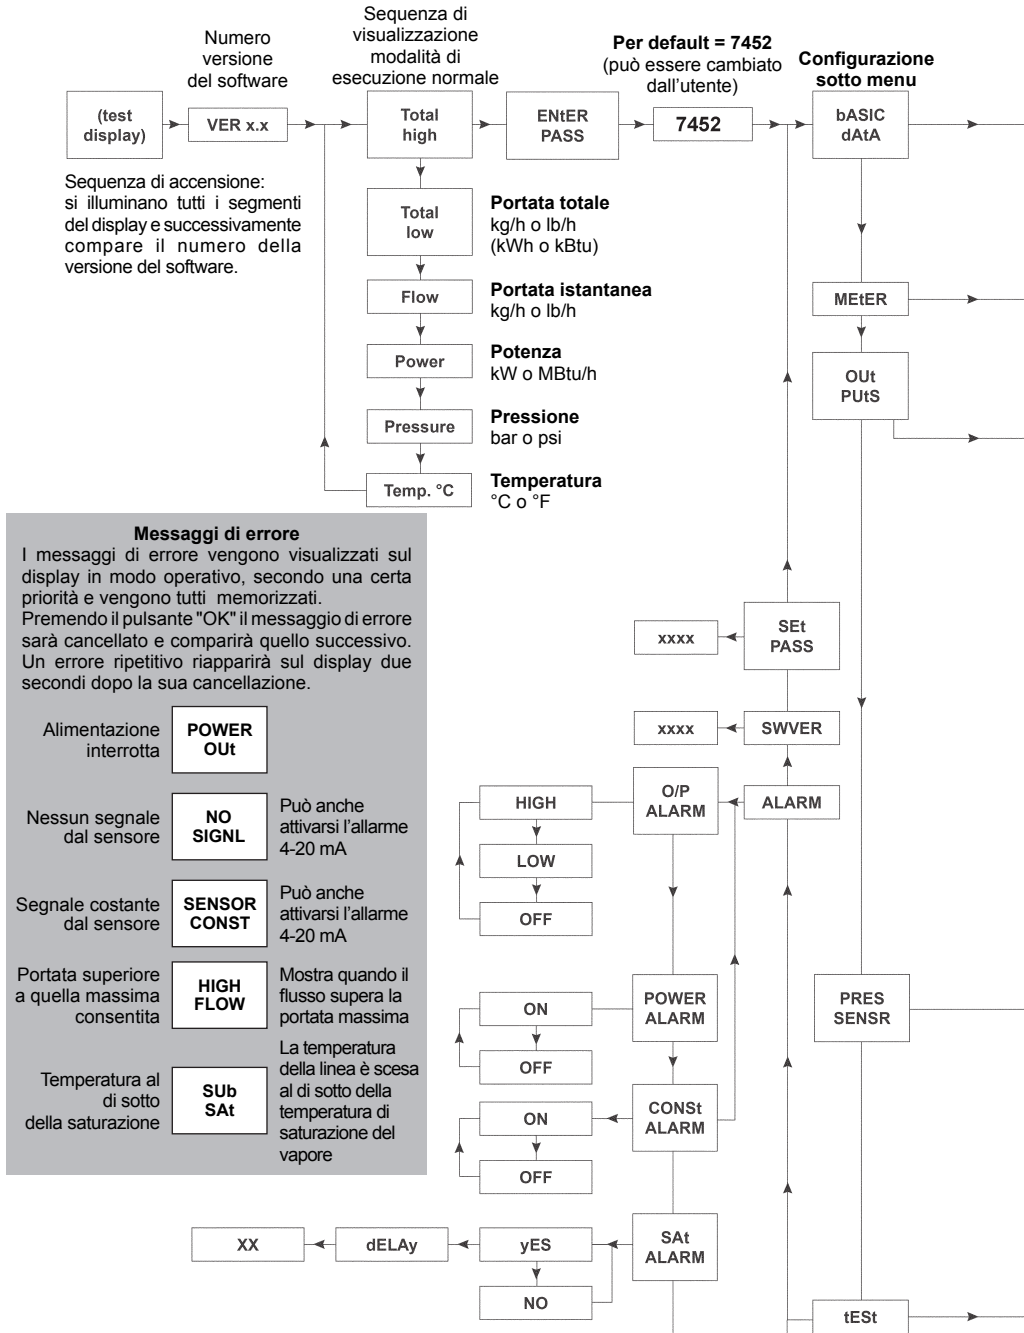 Numero
versione
del software
Sequenza di
visualizzazione
modalità di
esecuzione normale
Per default = 7452
(può essere cambiato
dall'utente)
Configurazione
sotto menu
(test
display)
VER x.x
Total
high
ENtER
PASS
7452
bASIC
dAtA
Sequenza di accensione:
si illuminano tutti i segmenti
del display e successivamente
compare il numero della
versione del software.
Total
low
Portata totale
kg/h o lb/h
(kWh o kBtu)
Flow
Portata istantanea
kg/h o lb/h
MEtER
Power
Potenza
kW o MBtu/h
OUt
PUtS
Pressure
Pressione
bar o psi
Temp. °C
Temperatura
°C o °F
Messaggi di errore
I messaggi di errore vengono visualizzati sul
display in modo operativo, secondo una certa
priorità e vengono tutti memorizzati.
Premendo il pulsante "OK" il messaggio di errore
sarà cancellato e comparirà quello successivo.
Un errore ripetitivo riapparirà sul display due
secondi dopo la sua cancellazione.
Alimentazione
interrotta
POWER
OUt
Nessun segnale
dal sensore
NO
SIGNL
Può anche
attivarsi l'allarme
4-20 mA
Segnale costante
dal sensore
SENSOR
CONST
Può anche
attivarsi l'allarme
4-20 mA
Portata superiore
a quella massima
consentita
HIGH
FLOW
Mostra quando il
flusso supera la
portata massima
Temperatura al
di sotto
della saturazione
SUb
SAt
La temperatura
della linea è scesa
al di sotto della
temperatura di
saturazione del
vapore
xxxx
SEt
PASS
xxxx
SWVER
HIGH
O/P
ALARM
ALARM
LOW
OFF
ON
POWER
ALARM
PRES
SENSR
OFF
ON
CONSt
ALARM
OFF
XX
dELAy
yES
SAt
ALARM
NO
tESt